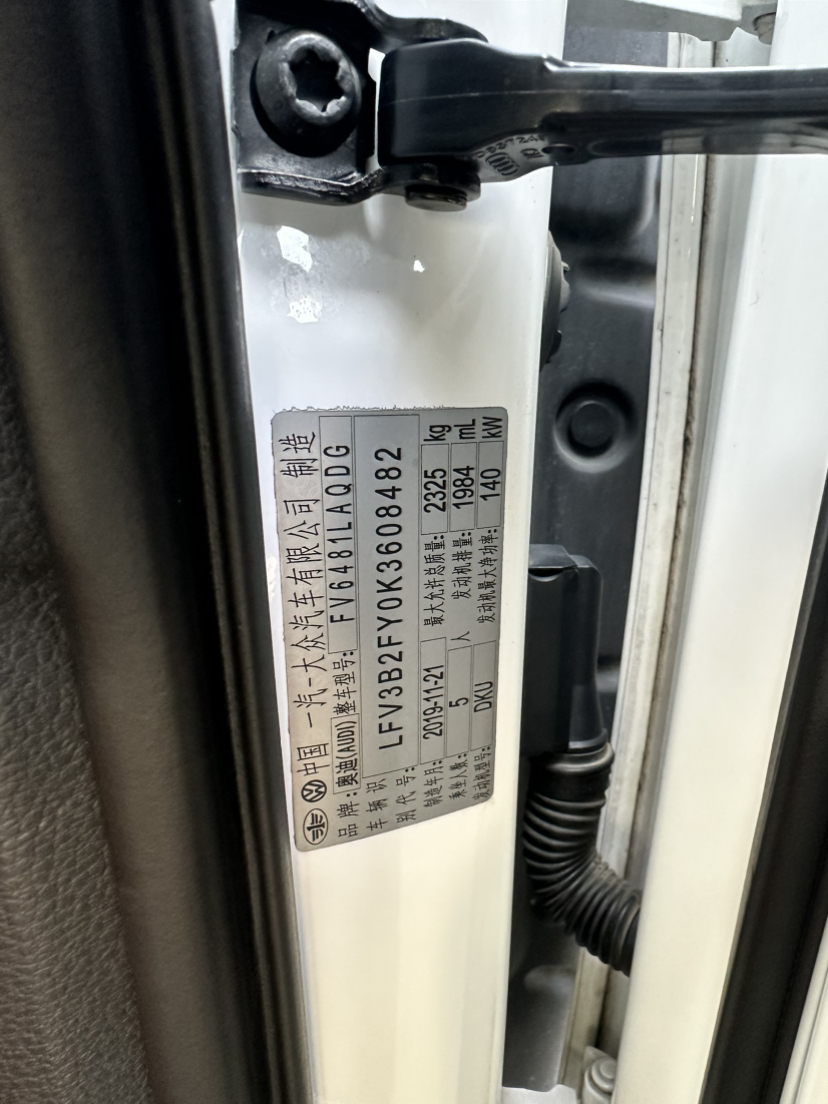 中国 一汽-大众汽车有限公司 制造
品牌: 奥迪(AUDI) 整车型号: FV6481LAQDG
车辆识别代号: LFV3B2FY0K3608482
制造年月: 2019-11-21 最大允许总质量: 2325 kg
乘坐人数: 5 人 发动机排量: 1984 mL
发动机型号: DKU 发动机最大净功率: 140 kW